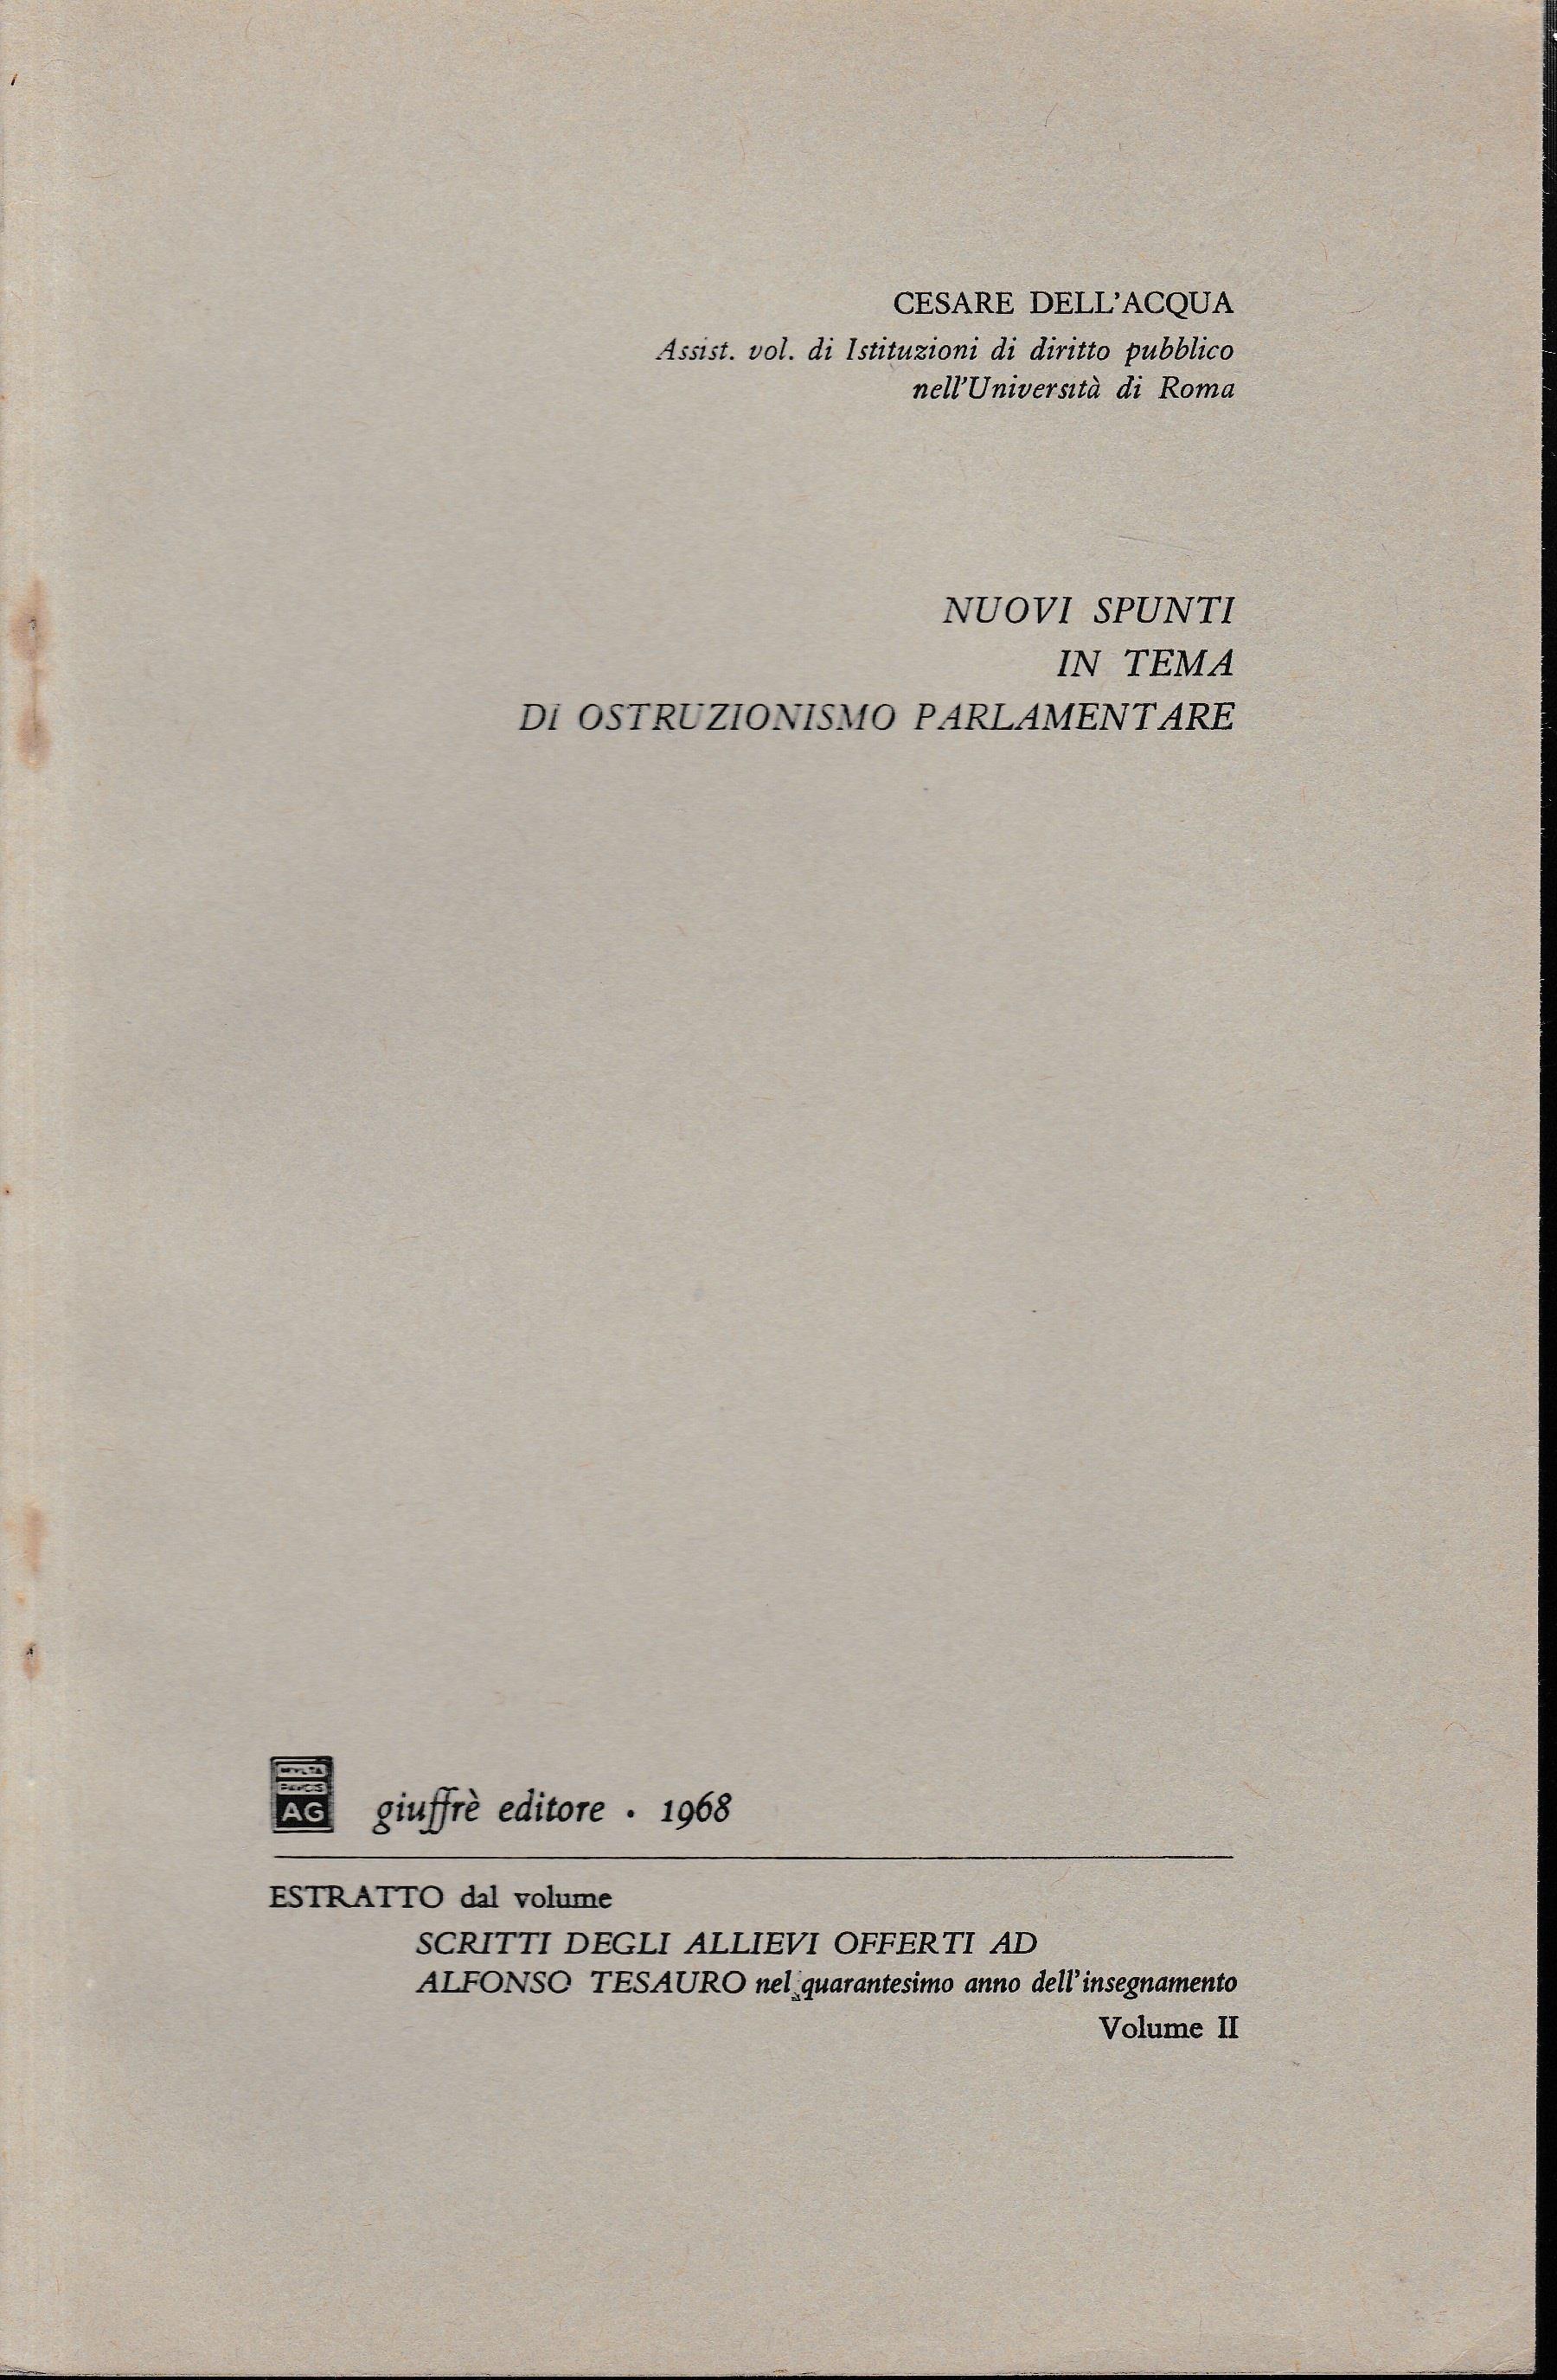 CESARE DELL'ACQUA
Assist. vol. di Istituzioni di diritto pubblico
nell'Università di Roma
NUOVI SPUNTI
IN TEMA
DI OSTRUZIONISMO PARLAMENTARE
MVLTA
PAVCIS
AG
giuffrè editore • 1968
ESTRATTO dal volume
SCRITTI DEGLI ALLIEVI OFFERTI AD
ALFONSO TESAURO nel quarantesimo anno dell'insegnamento
Volume II